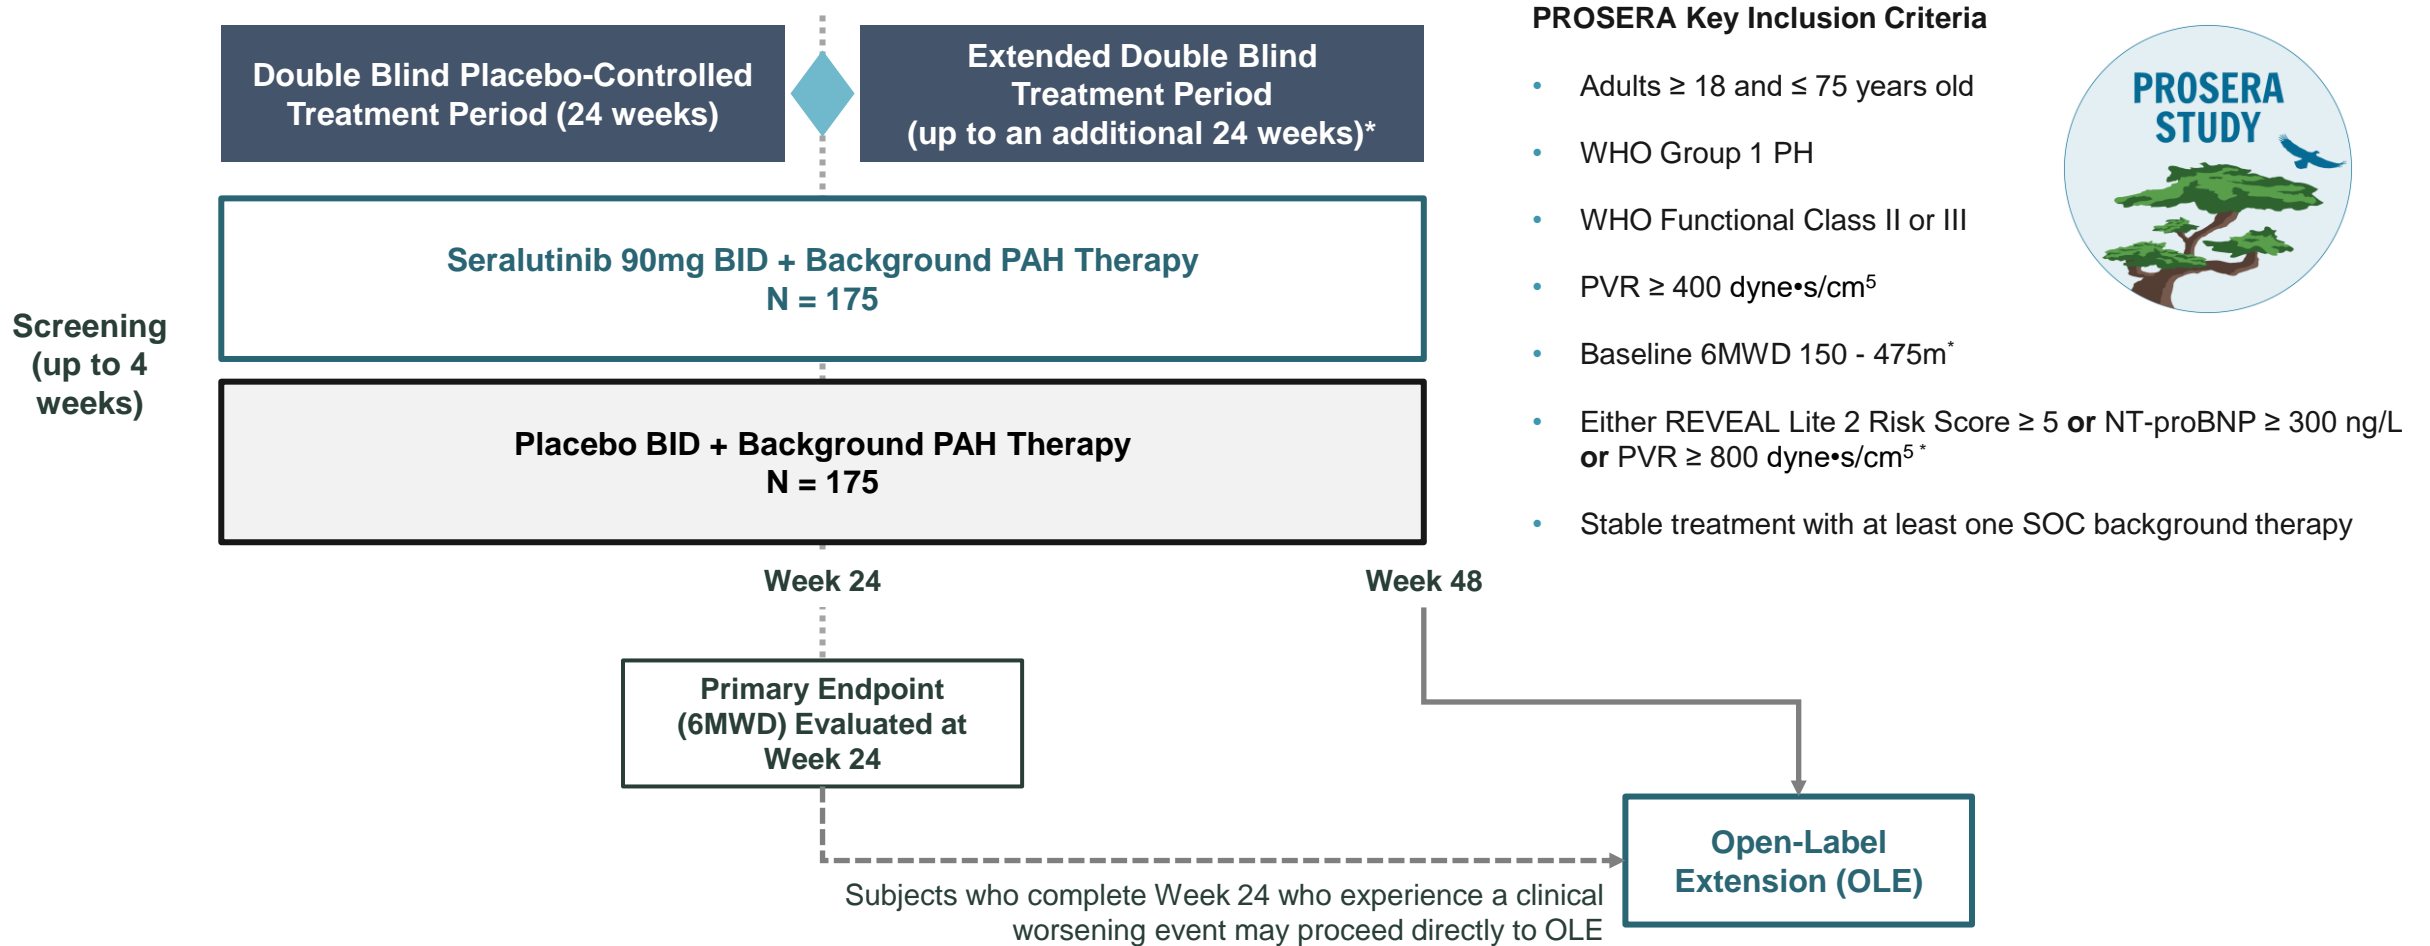 Double Blind Placebo-Controlled
Treatment Period (24 weeks)
Extended Double Blind
Treatment Period
(up to an additional 24 weeks)*
Screening
(up to 4
weeks)
Seralutinib 90mg BID + Background PAH Therapy
N = 175
Placebo BID + Background PAH Therapy
N = 175
Week 24
Week 48
Primary Endpoint
(6MWD) Evaluated at
Week 24
Subjects who complete Week 24 who experience a clinical
worsening event may proceed directly to OLE
Open-Label
Extension (OLE)
PROSERA Key Inclusion Criteria
• Adults ≥ 18 and ≤ 75 years old
• WHO Group 1 PH
• WHO Functional Class II or III
• PVR ≥ 400 dyne•s/cm⁵
• Baseline 6MWD 150 - 475m*
• Either REVEAL Lite 2 Risk Score ≥ 5 or NT-proBNP ≥ 300 ng/L
or PVR ≥ 800 dyne•s/cm⁵ *
• Stable treatment with at least one SOC background therapy
PROSERA
STUDY